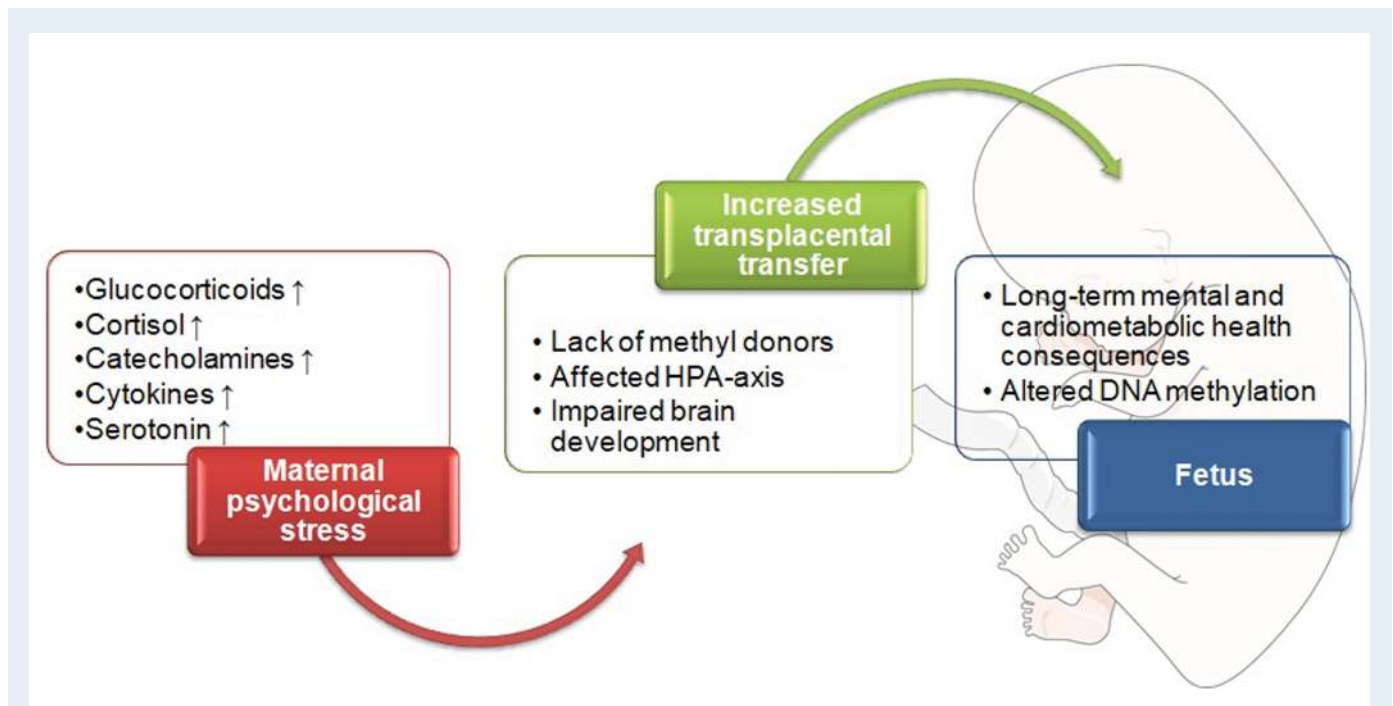 •Glucocorticoids ↑
•Cortisol ↑
•Catecholamines ↑
•Cytokines ↑
•Serotonin ↑
Maternal
psychological
stress
Increased
transplacental
transfer
• Lack of methyl donors
• Affected HPA-axis
• Impaired brain
development
• Long-term mental and
cardiometabolic health
consequences
• Altered DNA methylation
Fetus